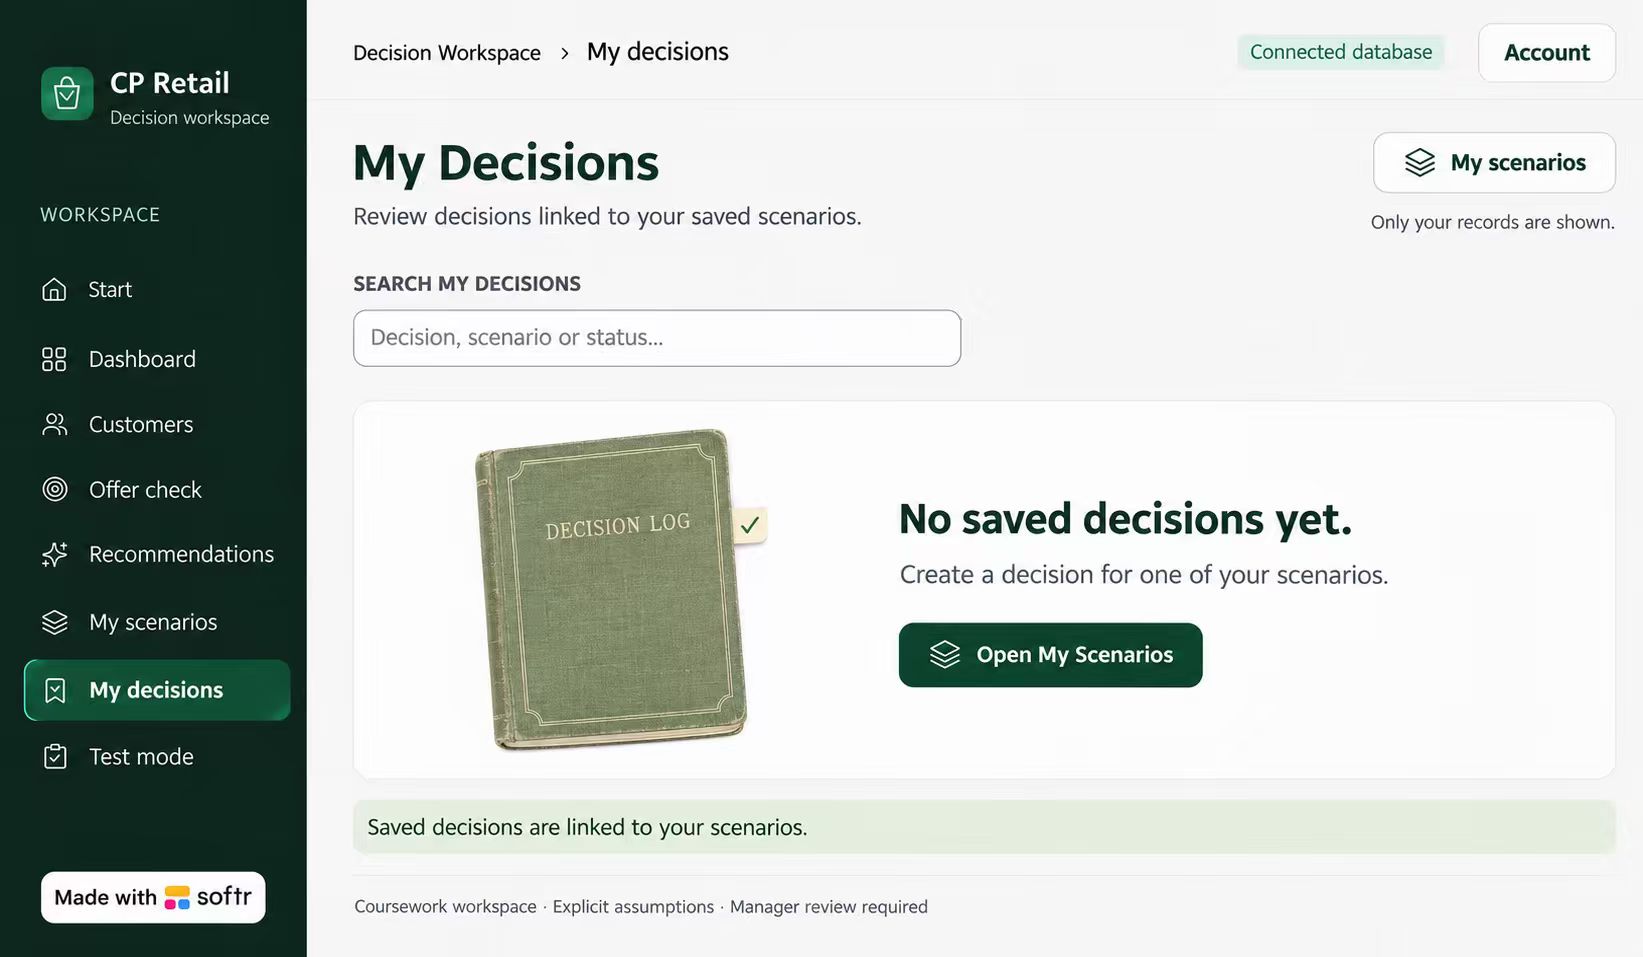 CP Retail
Decision workspace
WORKSPACE
Start
Dashboard
Customers
Offer check
Recommendations
My scenarios
My decisions
Test mode
Made with softr
Decision Workspace › My decisions
Connected database
Account
My Decisions
Review decisions linked to your saved scenarios.
My scenarios
Only your records are shown.
SEARCH MY DECISIONS
Decision, scenario or status...
DECISION LOG
No saved decisions yet.
Create a decision for one of your scenarios.
Open My Scenarios
Saved decisions are linked to your scenarios.
Coursework workspace · Explicit assumptions · Manager review required